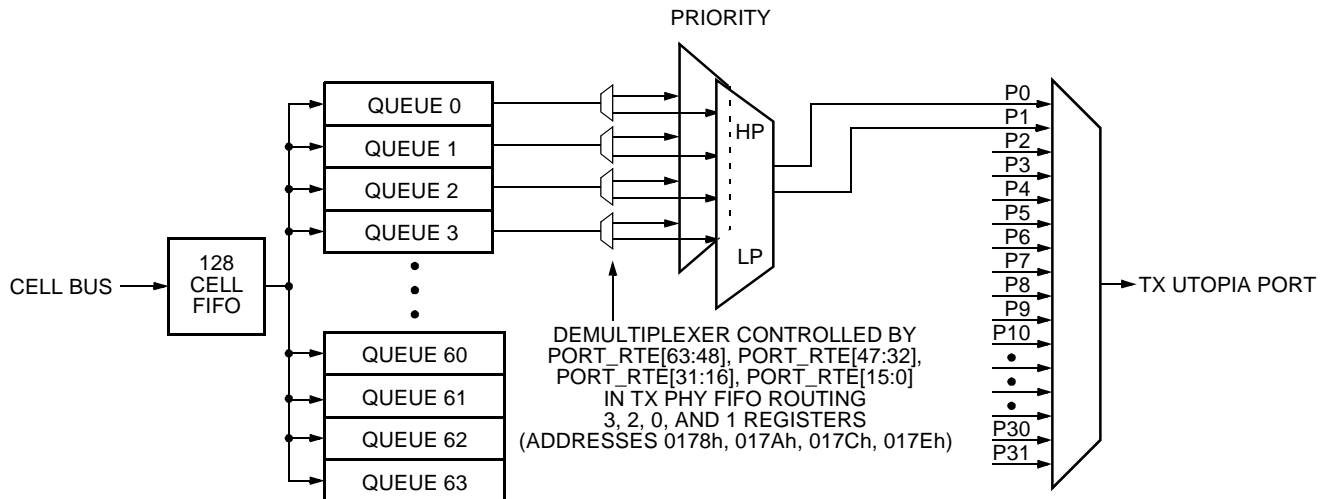 PRIORITY
QUEUE 0
QUEUE 1
QUEUE 2
QUEUE 3
QUEUE 60
QUEUE 61
QUEUE 62
QUEUE 63
CELL BUS
128
CELL
FIFO
HP
LP
DEMULTIPLEXER CONTROLLED BY
PORT_RTE[63:48], PORT_RTE[47:32],
PORT_RTE[31:16], PORT_RTE[15:0]
IN TX PHY FIFO ROUTING
3, 2, 0, AND 1 REGISTERS
(ADDRESSES 0178h, 017Ah, 017Ch, 017Eh)
P0
P1
P2
P3
P4
P5
P6
P7
P8
P9
P10
P30
P31
TX UTOPIA PORT